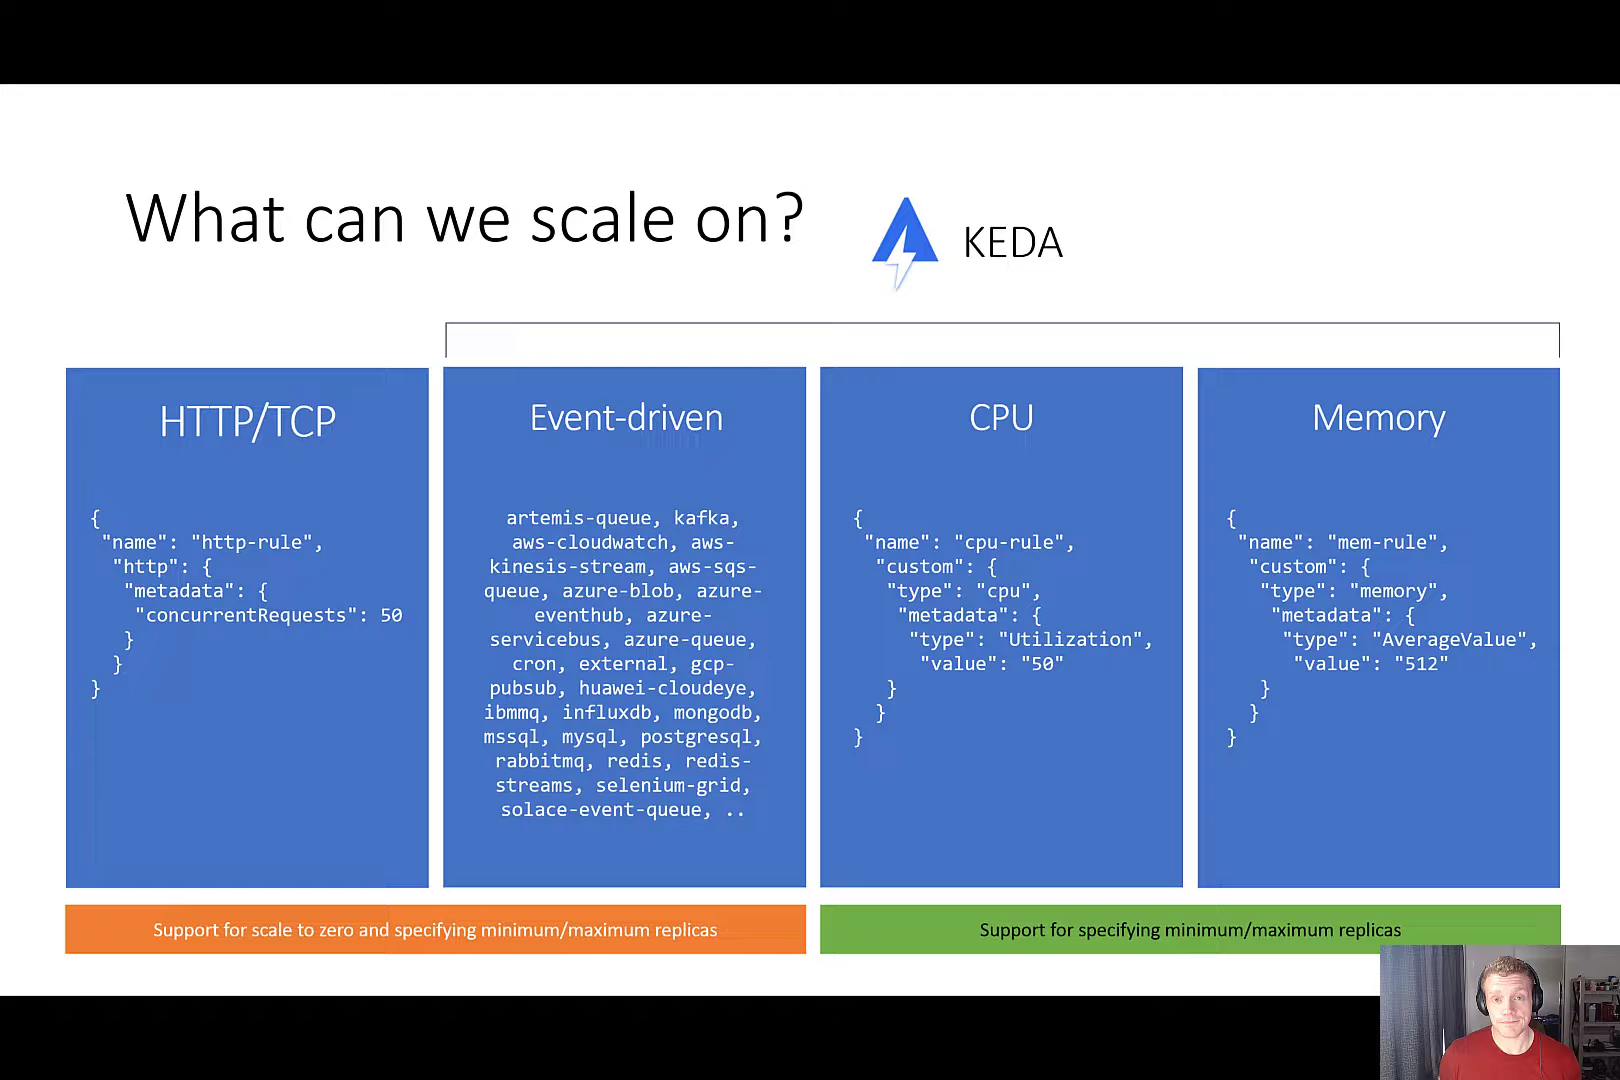 What can we scale on?
KEDA
HTTP/TCP
{
"name": "http-rule",
"http": {
"metadata": {
"concurrentRequests": 50
}
}
}
Event-driven
artemis-queue, kafka,
aws-cloudwatch, aws-
kinesis-stream, aws-sqs-
queue, azure-blob, azure-
eventhub, azure-
servicebus, azure-queue,
cron, external, gcp-
pubsub, huawei-cloudeye,
ibmmq, influxdb, mongodb,
mssql, mysql, postgresql,
rabbitmq, redis, redis-
streams, selenium-grid,
solace-event-queue, ..
CPU
{
"name": "cpu-rule",
"custom": {
"type": "cpu",
"metadata": {
"type": "Utilization",
"value": "50"
}
}
}
Memory
{
"name": "mem-rule",
"custom": {
"type": "memory",
"metadata": {
"type": "AverageValue",
"value": "512"
}
}
}
Support for scale to zero and specifying minimum/maximum replicas
Support for specifying minimum/maximum replicas